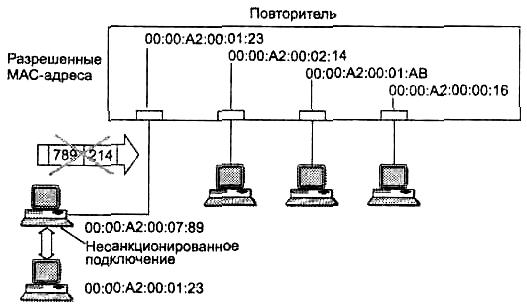 Повторитель
00:00:A2:00:01:23
Разрешенные
МАС-адреса
00:00:A2:00:02:14
00:00:A2:00:01:AB
00:00:A2:00:00:16
789 214
00:00:A2:00:07:89
Несанкционированное
подключение
00:00:A2:00:01:23